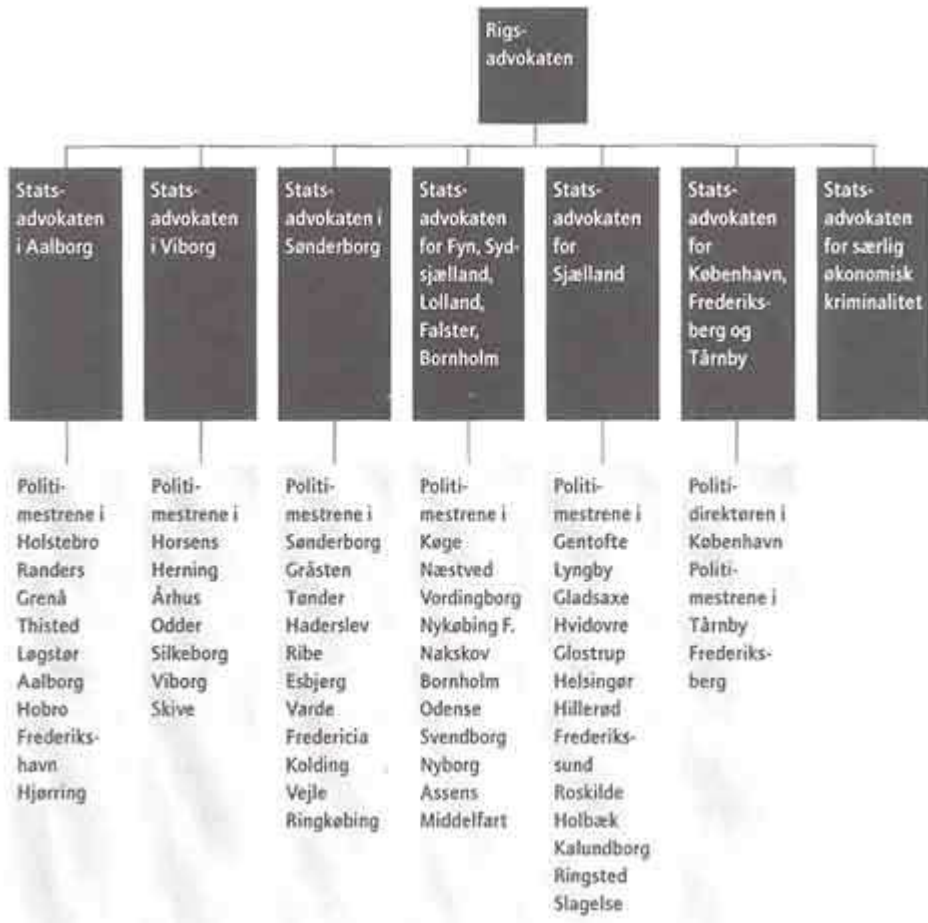 Rigs-
advokaten
Stats-
advokaten
i Aalborg
Stats-
advokaten
i Viborg
Stats-
advokaten i
Sønderborg
Stats-
advokaten
for Fyn, Syd-
sjælland,
Lolland,
Falster,
Bornholm
Stats-
advokaten
for
Sjælland
Stats-
advokaten
for
København,
Frederiks-
berg og
Tårnby
Stats-
advokaten
for særlig
økonomisk
kriminalitet
Politi-
mestrene i
Holstebro
Randers
Grenå
Thisted
Løgstør
Aalborg
Hobro
Frederiks-
havn
Hjørring
Politi-
mestrene i
Horsens
Herning
Århus
Odder
Silkeborg
Viborg
Skive
Politi-
mestrene i
Sønderborg
Gråsten
Tønder
Haderslev
Ribe
Esbjerg
Varde
Fredericia
Kolding
Vejle
Ringkøbing
Politi-
mestrene i
Køge
Næstved
Vordingborg
Nykøbing F.
Nakskov
Bornholm
Odense
Svendborg
Nyborg
Assens
Middelfart
Politi-
mestrene i
Gentofte
Lyngby
Gladsaxe
Hvidovre
Glostrup
Helsingør
Hillerød
Frederiks-
sund
Roskilde
Holbæk
Kalundborg
Ringsted
Slagelse
Politi-
direktøren i
København
Politi-
mestrene i
Tårnby
Frederiks-
berg